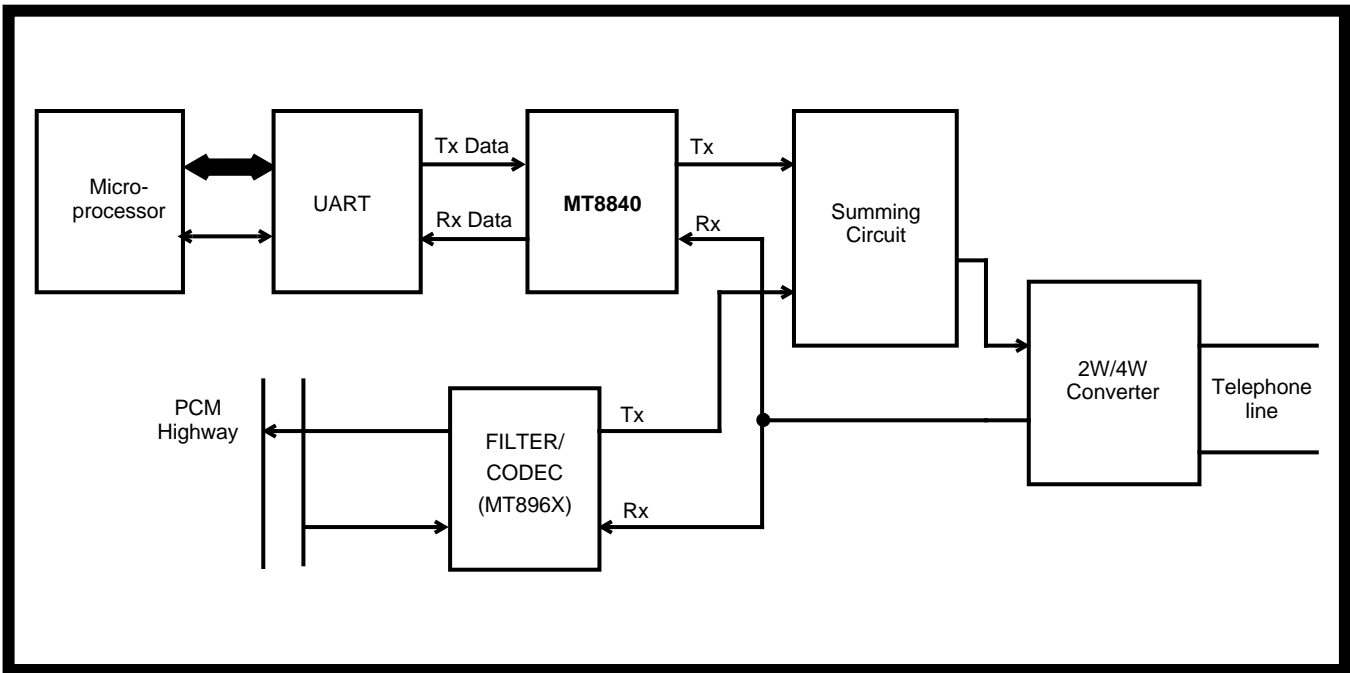 Micro-
processor
UART
Tx Data
Rx Data
MT8840
Tx
Rx
Summing
Circuit
2W/4W
Converter
Telephone
line
PCM
Highway
FILTER/
CODEC
(MT896X)
Tx
Rx